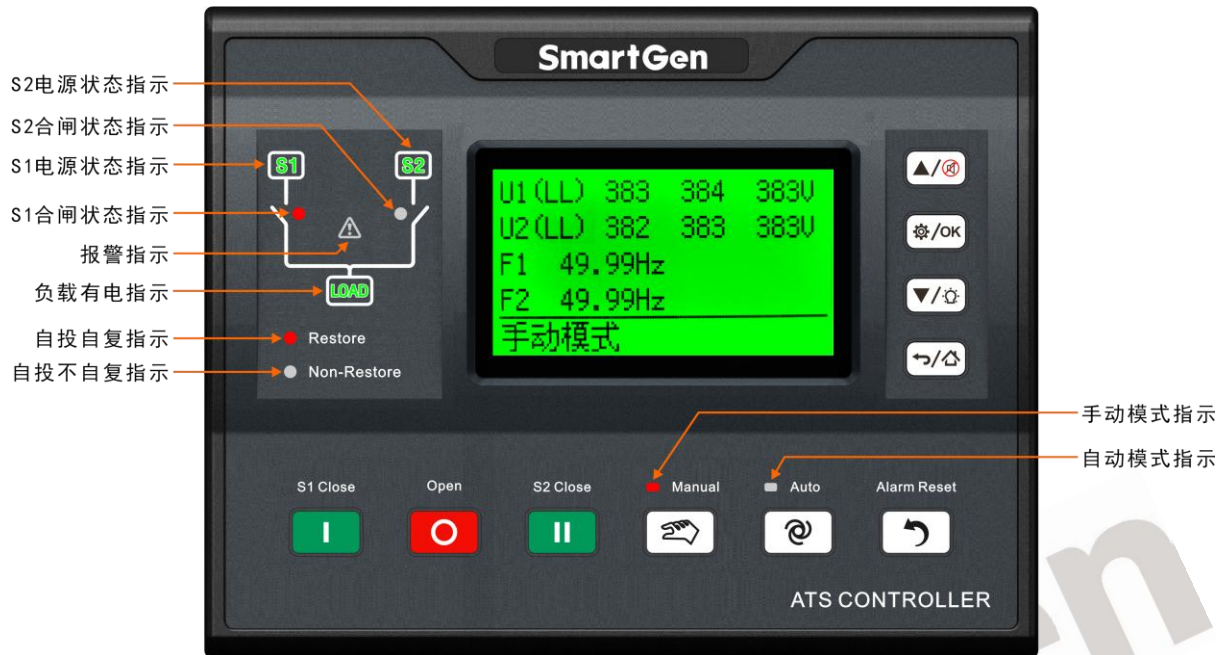 SmartGen
S2电源状态指示
S2合闸状态指示
S1电源状态指示
S1合闸状态指示
报警指示
负载有电指示
自投自复指示
自投不自复指示
S1
S2
LOAD
Restore
Non-Restore
U1(LL) 383 384 383V
U2(LL) 382 383 383V
F1 49.99Hz
F2 49.99Hz
手动模式
/OK
手动模式指示
自动模式指示
S1 Close
Open
S2 Close
Manual
Auto
Alarm Reset
I
O
II
ATS CONTROLLER
en